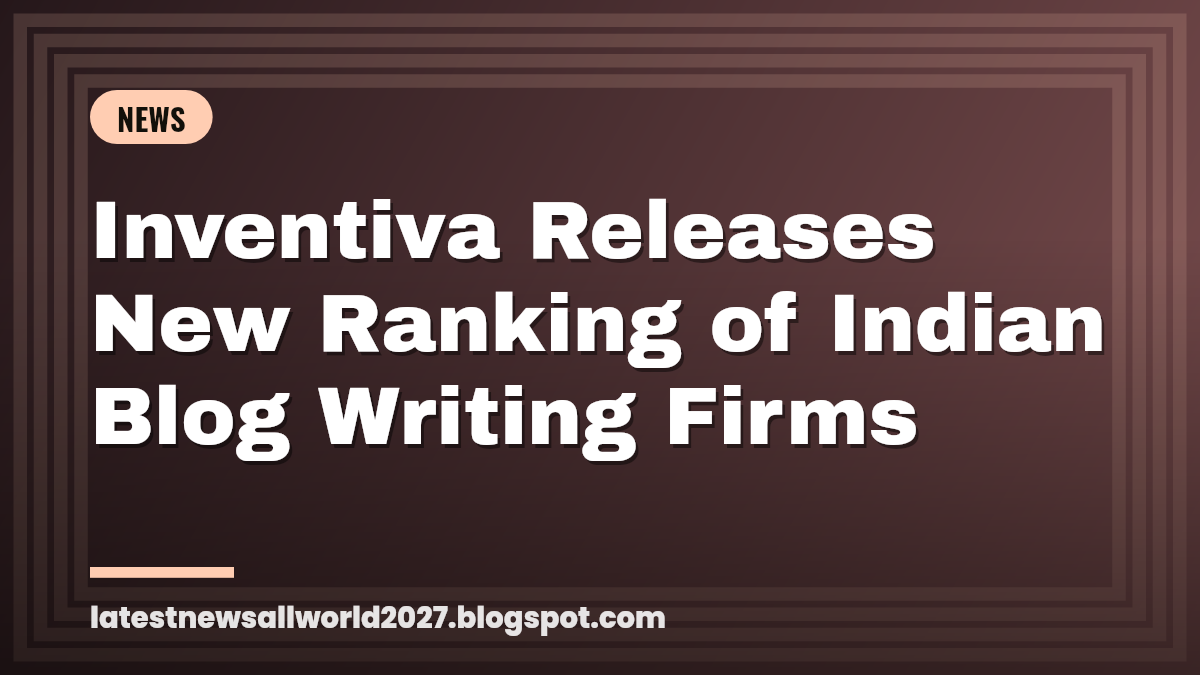 NEWS
Inventiva Releases
New Ranking of Indian
Blog Writing Firms
latestnewsallworld2027.blogspot.com